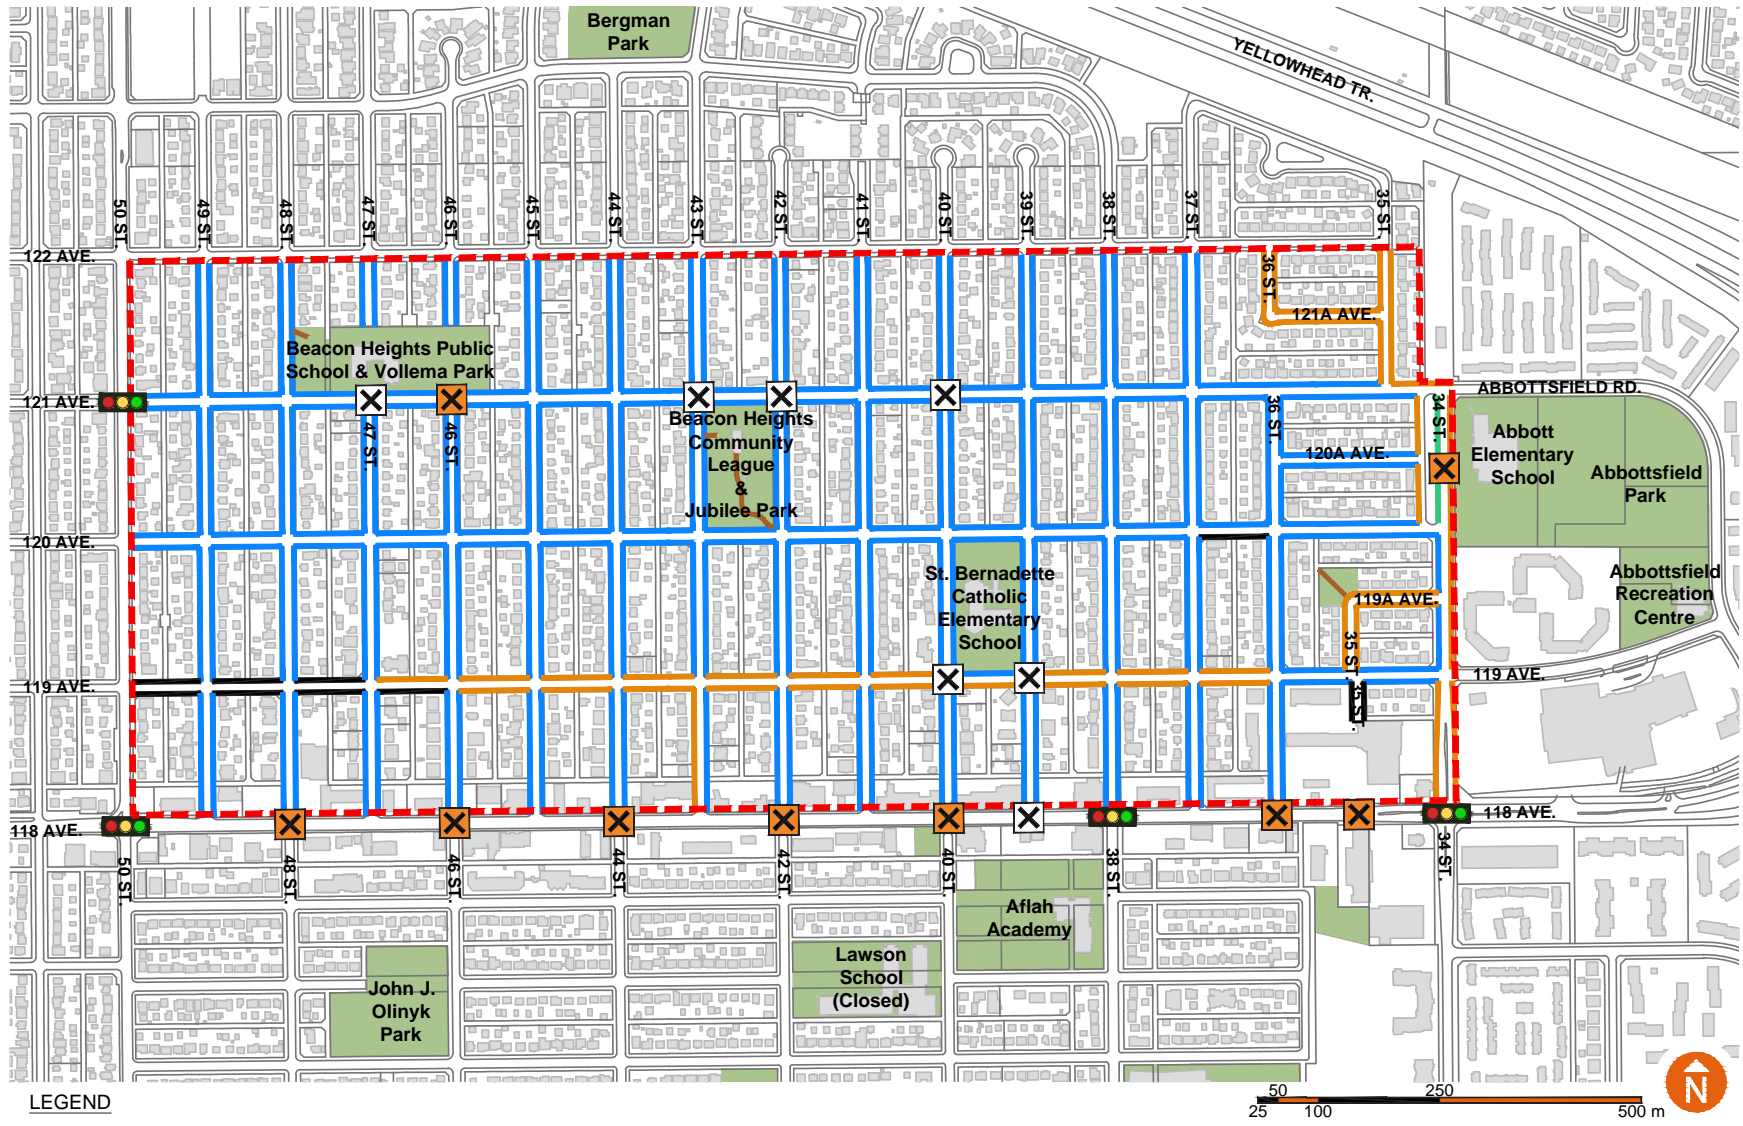 Bergman
Park
YELLOWHEAD TR.
50 ST.
49 ST.
48 ST.
47 ST.
46 ST.
45 ST.
44 ST.
43 ST.
42 ST.
41 ST.
40 ST.
39 ST.
38 ST.
37 ST.
35 ST.
122 AVE.
36 ST.
121A AVE.
Beacon Heights Public
School & Vollema Park
121 AVE.
ABBOTTSFIELD RD.
47 ST.
46 ST.
36 ST.
34 ST.
Beacon Heights
Community
League
&
Jubilee Park
120A AVE.
Abbott
Elementary
School
Abbottsfield
Park
120 AVE.
St. Bernadette
Catholic
Elementary
School
119A AVE.
35 ST.
Abbottsfield
Recreation
Centre
119 AVE.
119 AVE.
35 ST.
118 AVE.
118 AVE.
50 ST.
48 ST.
46 ST.
44 ST.
42 ST.
40 ST.
38 ST.
34 ST.
Aflah
Academy
Lawson
School
(Closed)
John J.
Olinyk
Park
LEGEND
50
250
25
100
500 m
N